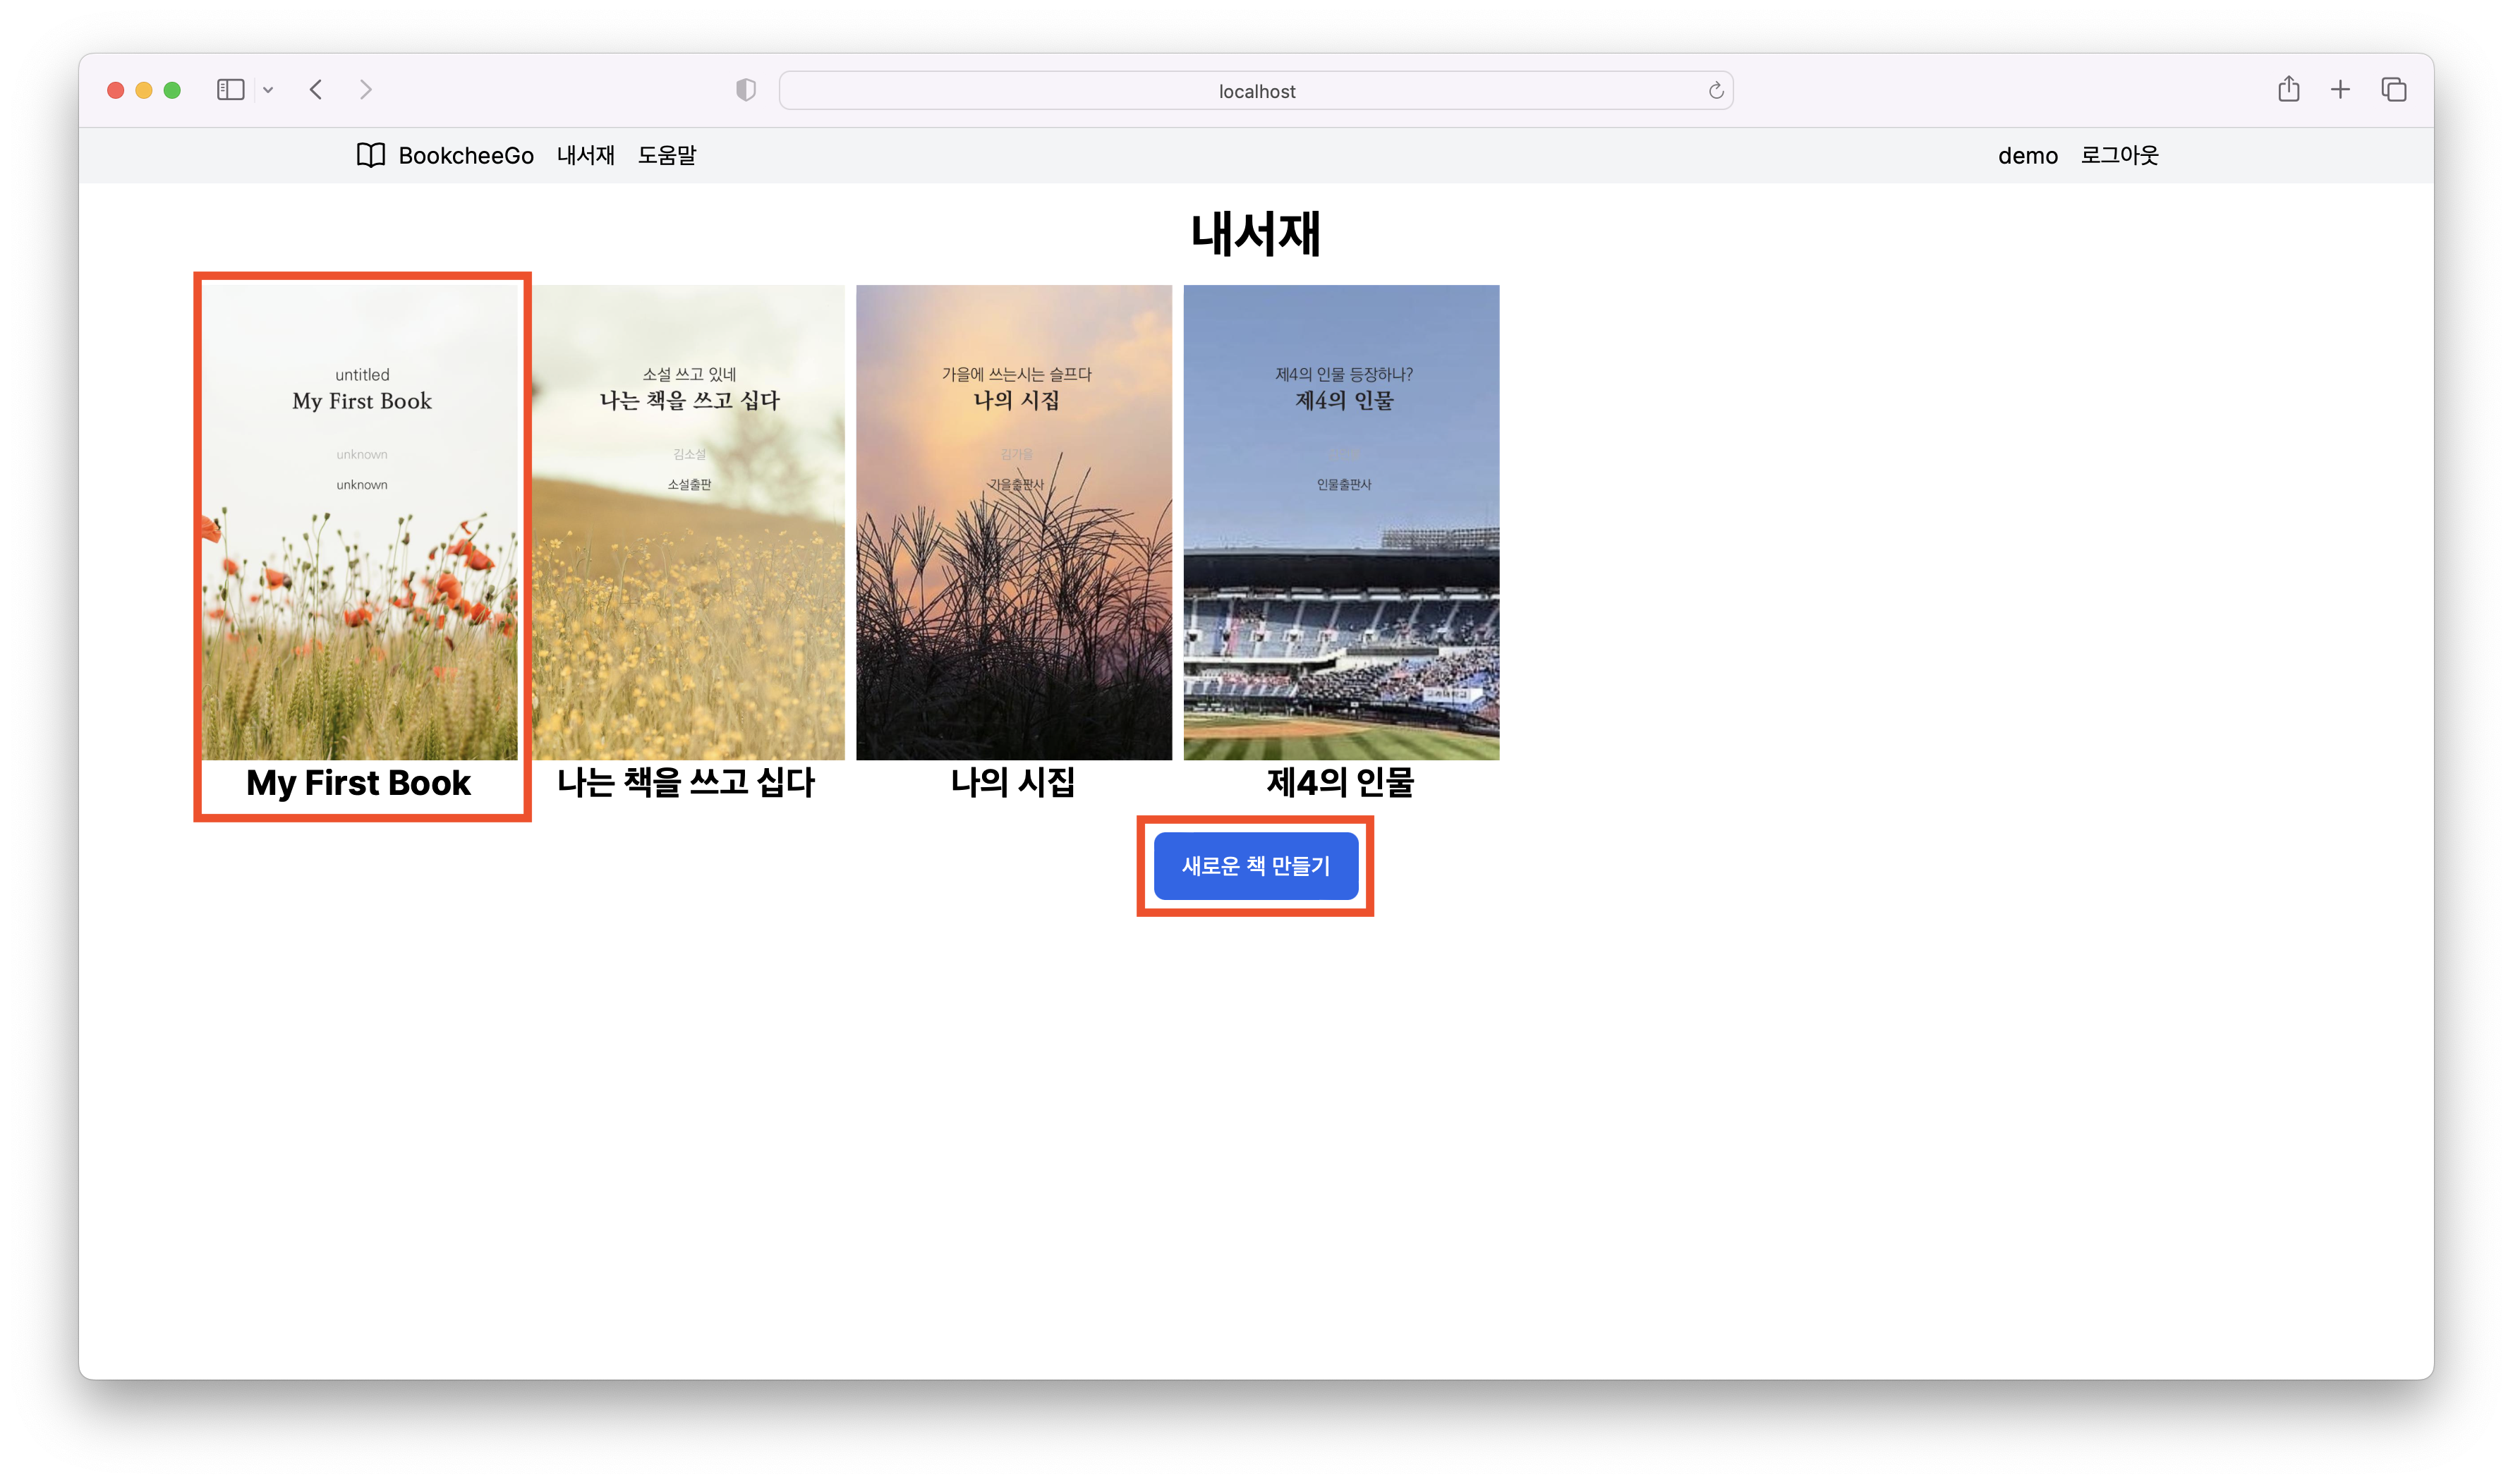 localhost
BookcheeGo 내서재 도움말 demo 로그아웃
내서재
untitled
My First Book
unknown
unknown
My First Book
소설 쓰고 있네
나는 책을 쓰고 십다
김소설
소설출판
나는 책을 쓰고 십다
가을에 쓰는시는 슬프다
나의 시집
김가을
가을출판사
나의 시집
제4의 인물 등장하나?
제4의 인물
인물출판사
제4의 인물
새로운 책 만들기